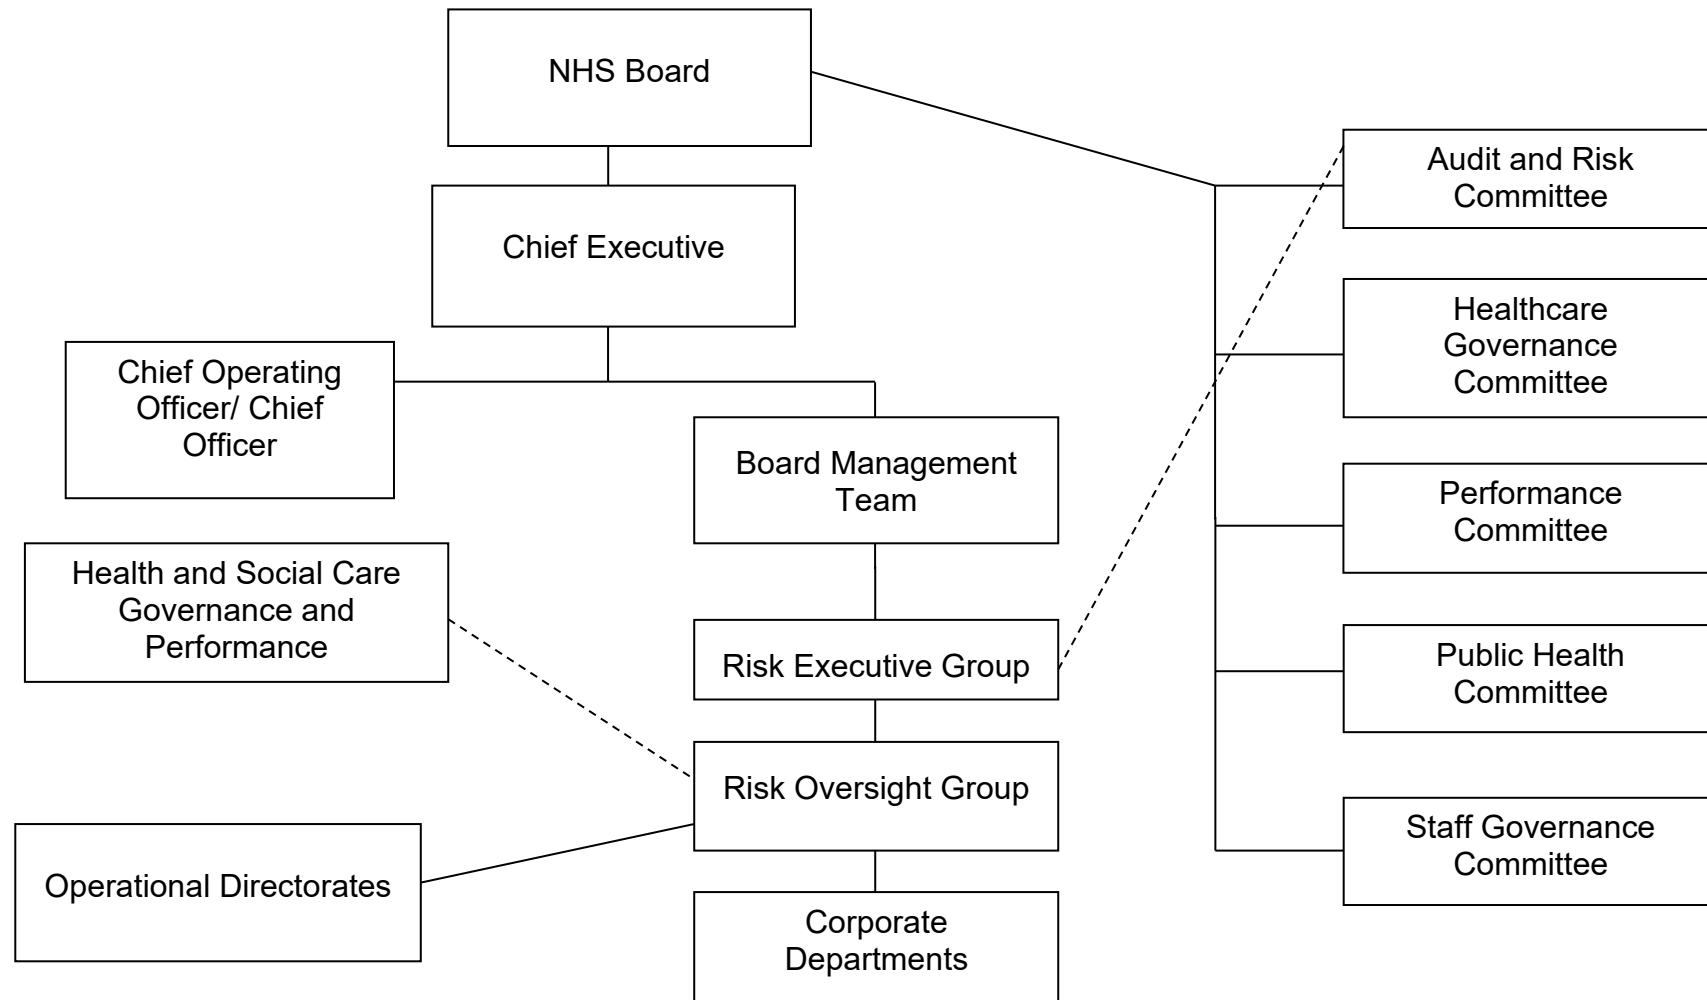 NHS Board
Chief Executive
Chief Operating
Officer/ Chief
Officer
Board Management
Team
Health and Social Care
Governance and
Performance
Risk Executive Group
Risk Oversight Group
Operational Directorates
Corporate
Departments
Audit and Risk
Committee
Healthcare
Governance
Committee
Performance
Committee
Public Health
Committee
Staff Governance
Committee